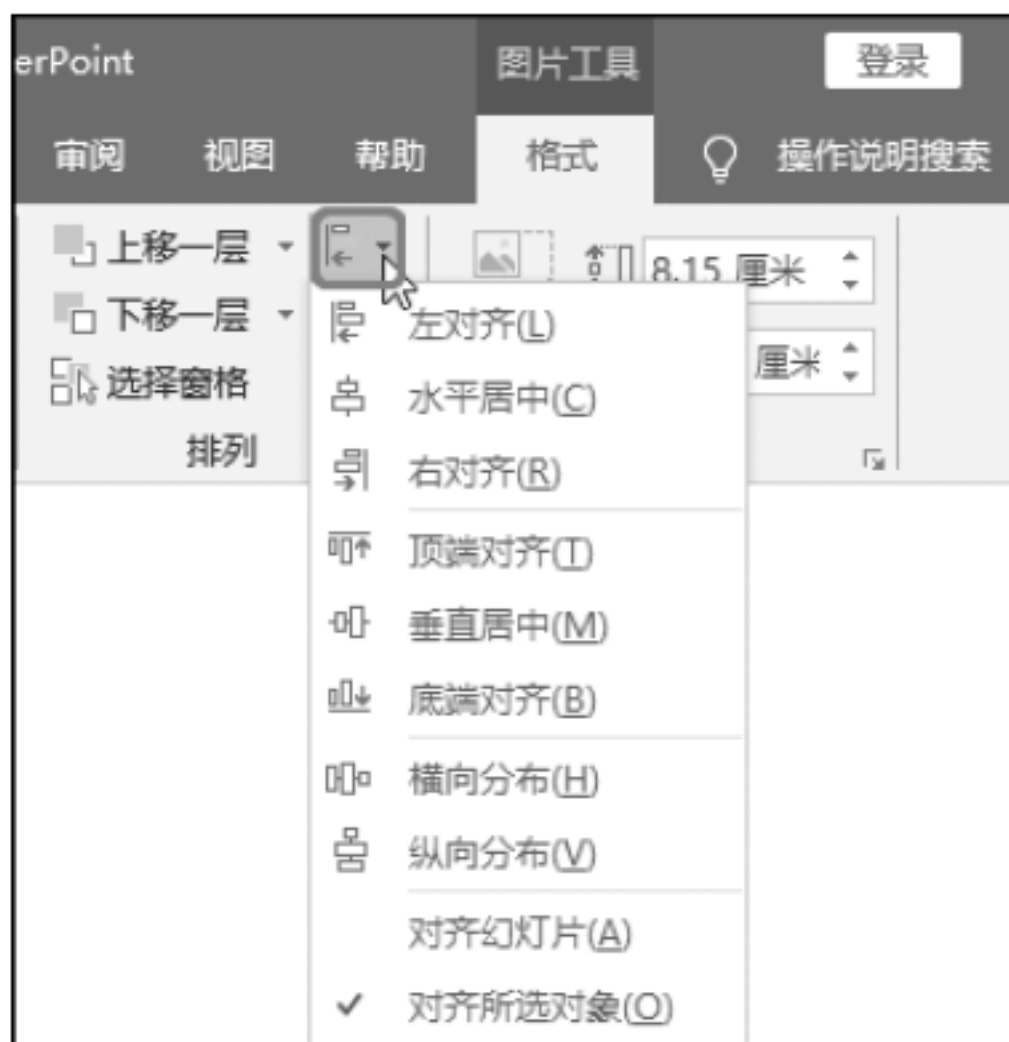 erPoint
图片工具
登录
审阅 视图 帮助 格式 操作说明搜索
上移一层
下移一层
选择窗格
排列
8.15 厘米
厘米
左对齐(L)
水平居中(C)
右对齐(R)
顶端对齐(T)
垂直居中(M)
底端对齐(B)
横向分布(H)
纵向分布(V)
对齐幻灯片(A)
对齐所选对象(O)